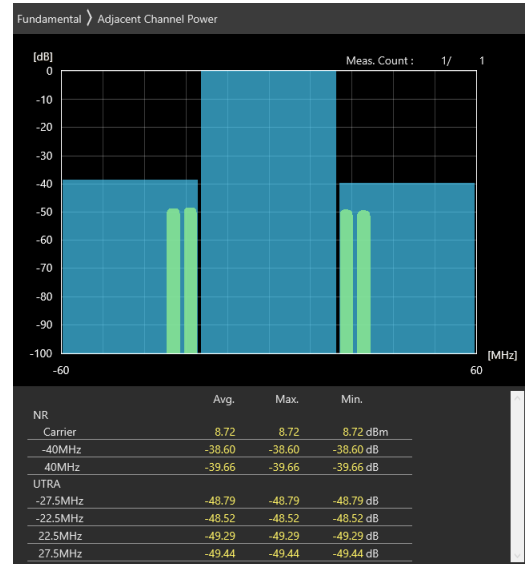 Fundamental 〉 Adjacent Channel Power
[dB]
Meas. Count : 1/ 1
0
-10
-20
-30
-40
-50
-60
-70
-80
-90
-100
[MHz]
-60 60
Avg. Max. Min.
NR
Carrier 8.72 8.72 8.72 dBm
-40MHz -38.60 -38.60 -38.60 dB
40MHz -39.66 -39.66 -39.66 dB
UTRA
-27.5MHz -48.79 -48.79 -48.79 dB
-22.5MHz -48.52 -48.52 -48.52 dB
22.5MHz -49.29 -49.29 -49.29 dB
27.5MHz -49.44 -49.44 -49.44 dB